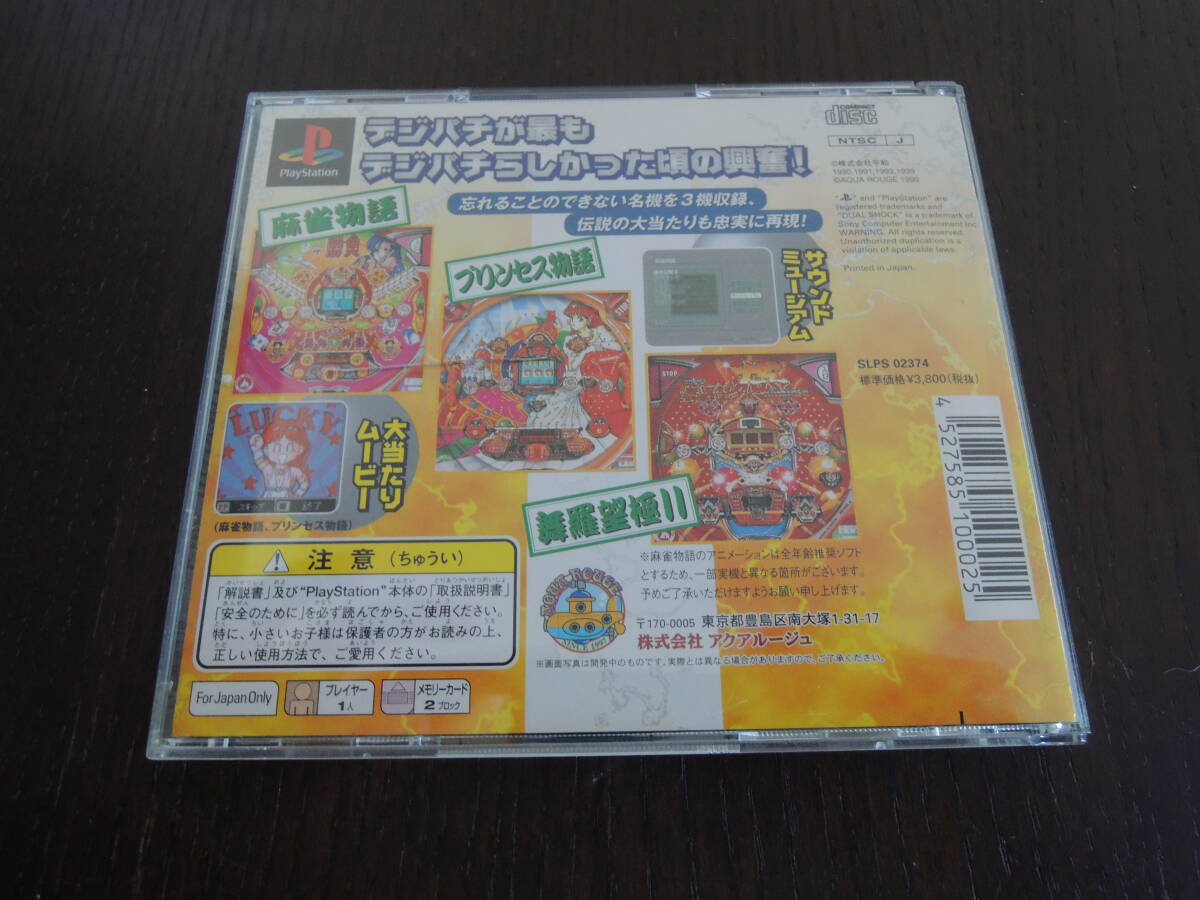 PlayStation
デジパチが最も
デジパチらしかった頃の興奮!
忘れることのできない名機を3機収録、
伝説の大当たりも忠実に再現!
COMPACT
disc
NTSC J
©株式会社平和
1990,1991,1993,1999
©AQUA ROUGE 1999
" " and "PlayStation" are
registered trademarks and
"DUAL SHOCK" is a trademark of
Sony Computer Entertainment Inc.
WARNING: All rights reserved.
Unauthorized duplication is a
violation of applicable laws.
Printed in Japan.
麻雀物語
勝負
プリンセス物語
STOP
サウンド
ミュージアム
SLPS 02374
標準価格¥3,800(税抜)
4 527585 100025
STOP
LUCKY
スキップ
終了
大当たり
ムービー
(麻雀物語、プリンセス物語)
舞羅望極II
※麻雀物語のアニメーションは全年齢推奨ソフト
とするため、一部実機と異なる箇所がございます。
予めご了承いただけますようお願い申し上げます。
注意(ちゅうい)
「解説書」及び"PlayStation"本体の「取扱説明書」
「安全のために」を必ず読んでから、ご使用ください。
特に、小さいお子様は保護者の方がお読みの上、
正しい使用方法で、ご愛用ください。
AQUA ROUGE
SINCE 1997
〒170-0005 東京都豊島区南大塚1-31-17
株式会社 アクアルージュ
※画面写真は開発中のものです。実際とは異なる場合がありますので、ご了承ください。
For Japan Only
プレイヤー
1人
メモリーカード
2ブロック